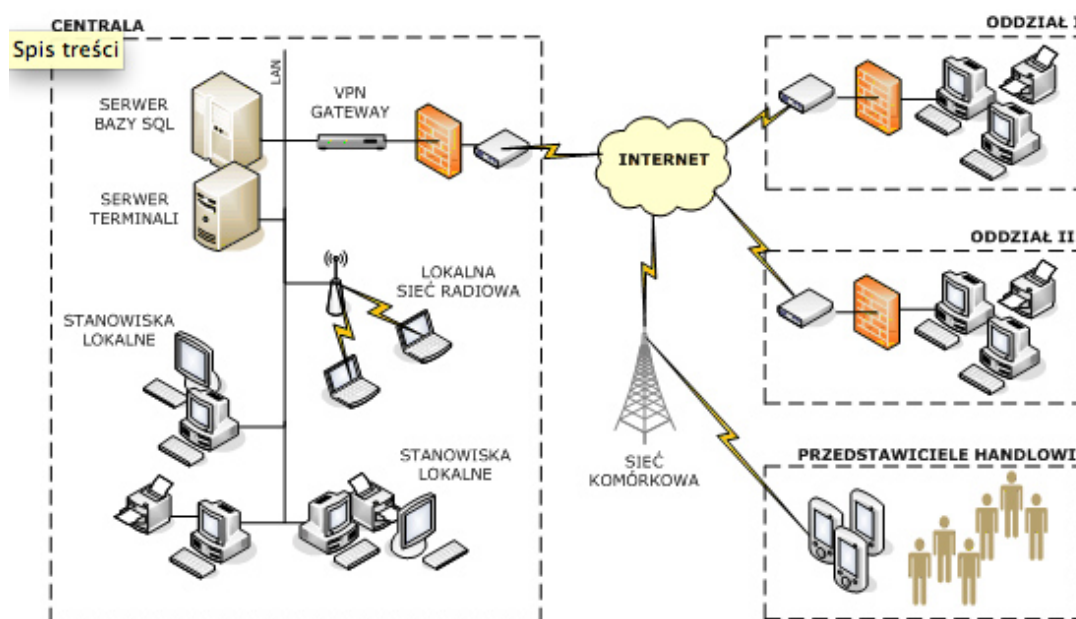 CENTRALA
Spis treści
LAN
SERWER
BAZY SQL
VPN
GATEWAY
SERWER
TERMINALI
LOKALNA
SIEĆ RADIOWA
STANOWISKA
LOKALNE
STANOWISKA
LOKALNE
INTERNET
SIEĆ
KOMÓRKOWA
ODDZIAŁ I
ODDZIAŁ II
PRZEDSTAWICIELE HANDLOWI